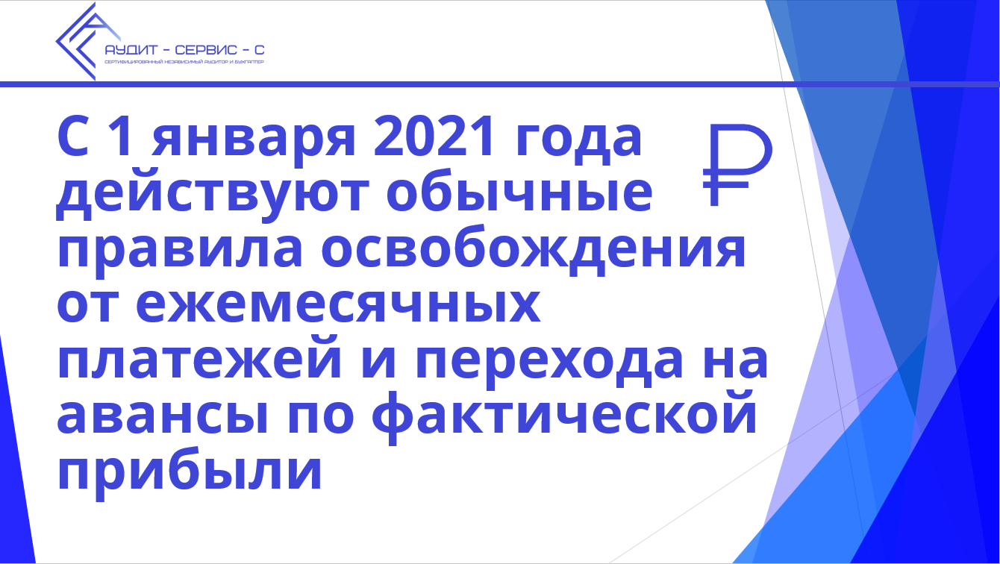 АУДИТ - СЕРВИС - С
СЕРТИФИЦИРОВАННЫЙ НЕЗАВИСИМЫЙ АУДИТОР И БУХГАЛТЕР
С 1 января 2021 года
действуют обычные
правила освобождения
от ежемесячных
платежей и перехода на
авансы по фактической
прибыли
₽